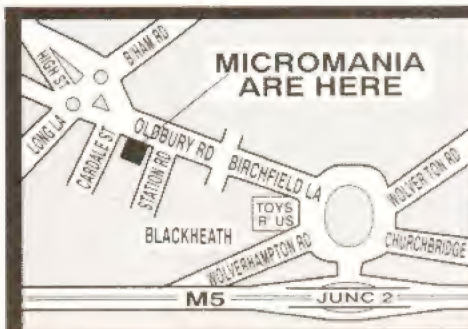 HIGH ST
B'HAM RD
MICROMANIA
ARE HERE
LONG LA
CARDALE ST
OLDBURY RD
STATION RD
BIRCHFIELD LA
WOLVERTON RD
TOYS
R' US
BLACKHEATH
WOLVERHAMPTON RD
CHURCHBRIDGE
M5
JUNC 2